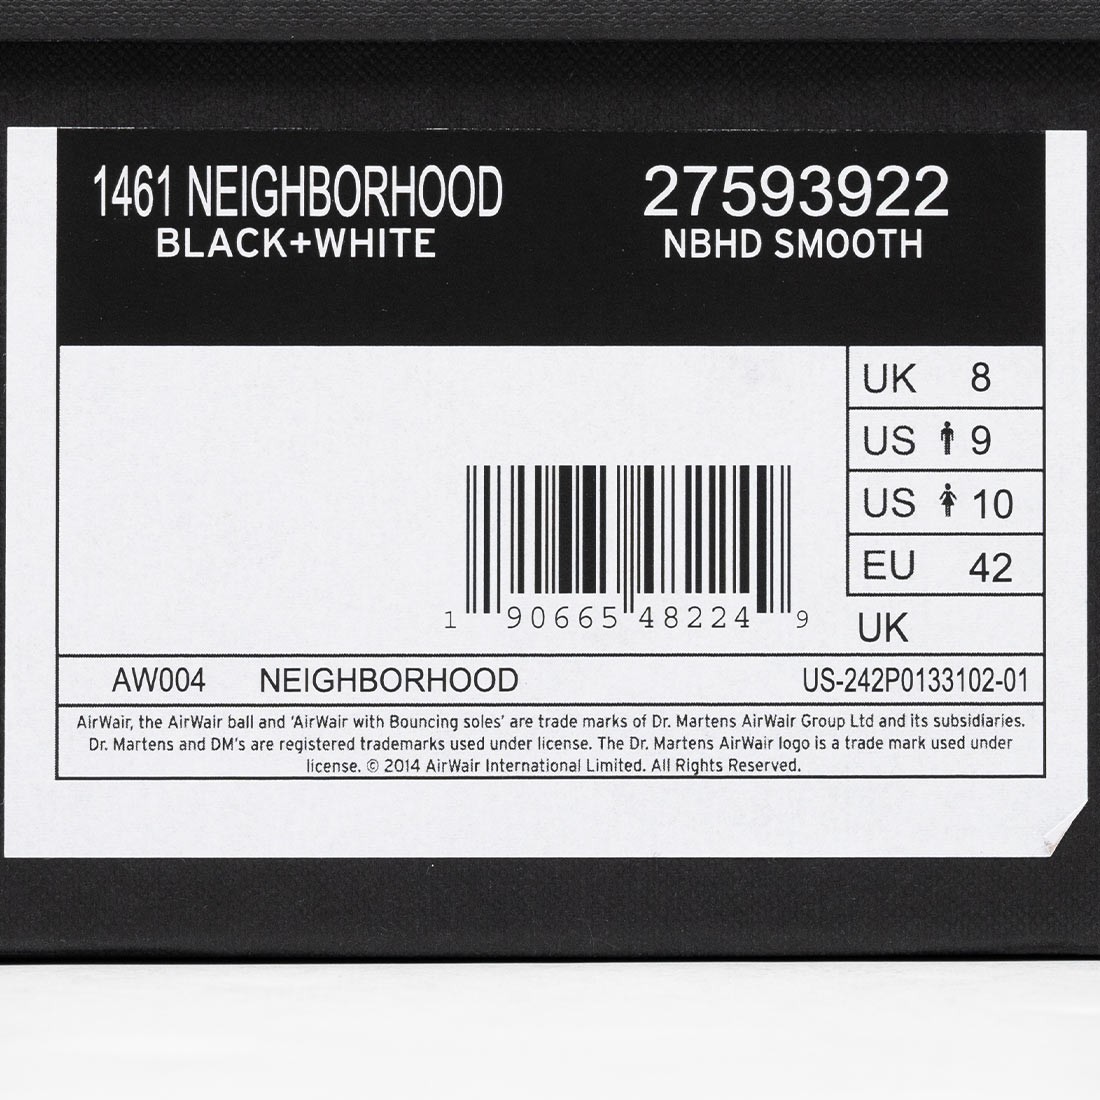 1461 NEIGHBORHOOD
BLACK+WHITE
27593922
NBHD SMOOTH
UK 8
US 9
US 10
EU 42
UK
1 90665 48224 9
AW004 NEIGHBORHOOD US-242P0133102-01
AirWair, the AirWair ball and 'AirWair with Bouncing soles' are trade marks of Dr. Martens AirWair Group Ltd and its subsidiaries.
Dr. Martens and DM's are registered trademarks used under license. The Dr. Martens AirWair logo is a trade mark used under
license. © 2014 AirWair International Limited. All Rights Reserved.